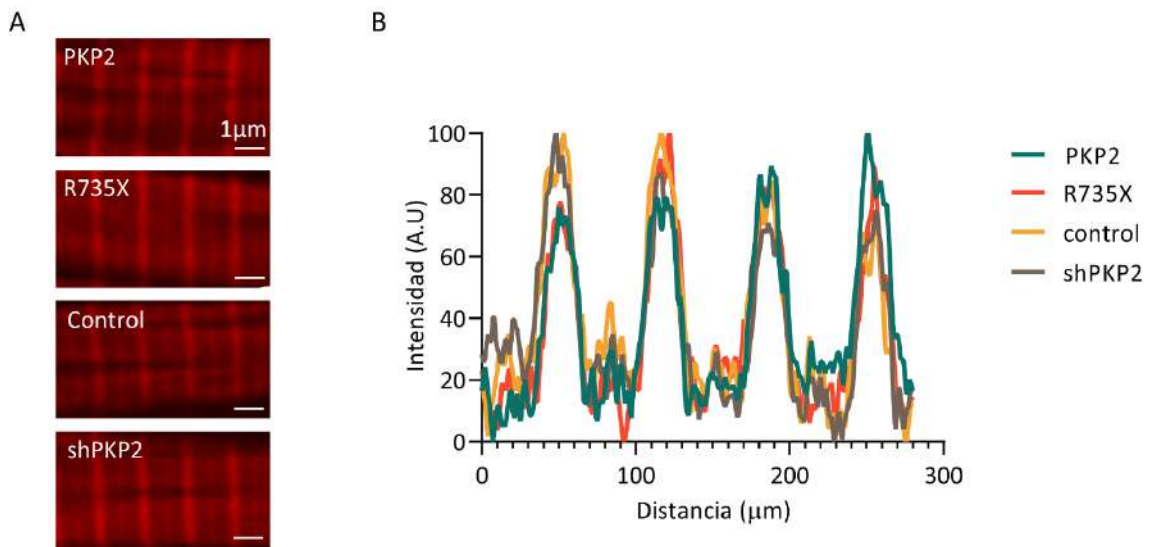 A
PKP2
1μm
R735X
Control
shPKP2
B
Intensidad (A.U)
100
80
60
40
20
0
0 100 200 300
Distancia (μm)
PKP2
R735X
control
shPKP2